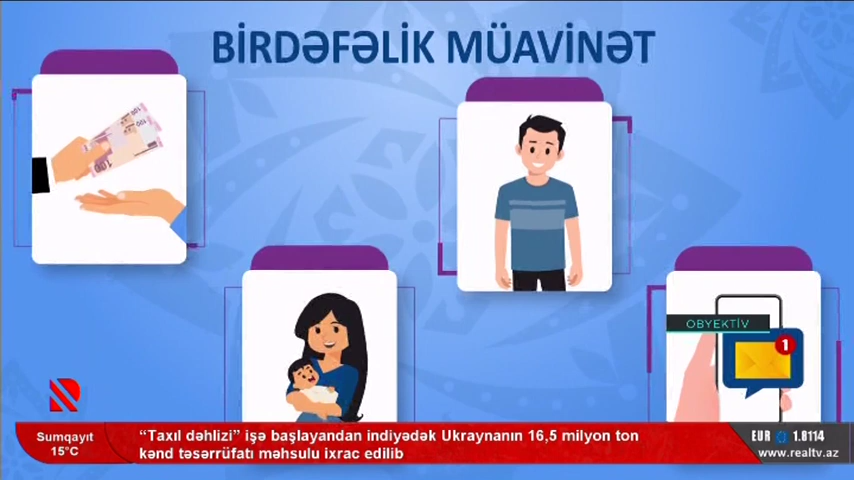 BİRDƏFƏLİK MÜAVİNƏT
OBYEKTİV
1
Sumqayıt
15°C
“Taxıl dəhlizi” işə başlayandan indiyədək Ukraynanın 16,5 milyon ton
kənd təsərrüfatı məhsulu ixrac edilib
EUR 1.8114
www.realtv.az